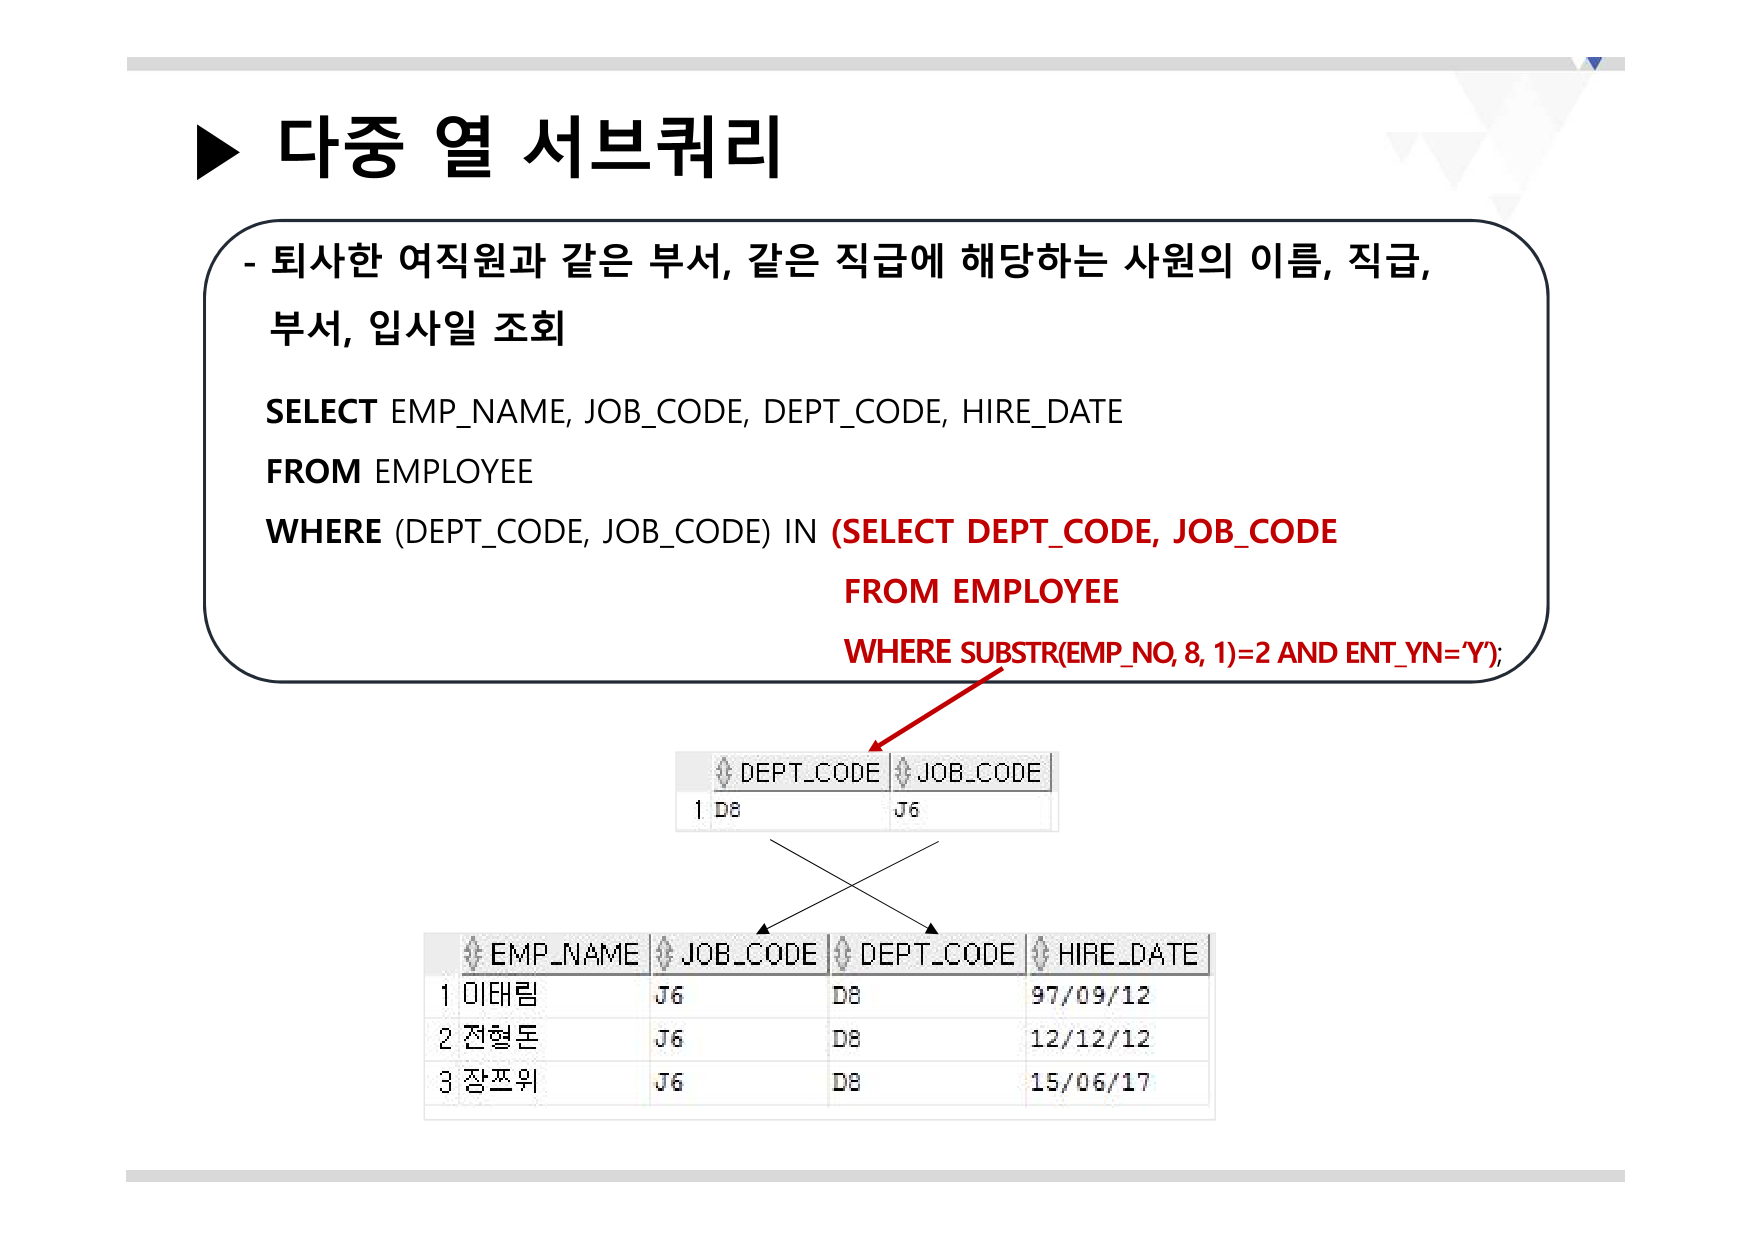 ▶ 다중 열 서브쿼리
- 퇴사한 여직원과 같은 부서, 같은 직급에 해당하는 사원의 이름, 직급,
부서, 입사일 조회
SELECT EMP_NAME, JOB_CODE, DEPT_CODE, HIRE_DATE
FROM EMPLOYEE
WHERE (DEPT_CODE, JOB_CODE) IN (SELECT DEPT_CODE, JOB_CODE
FROM EMPLOYEE
WHERE SUBSTR(EMP_NO, 8, 1)=2 AND ENT_YN=‘Y’);
DEPT_CODE JOB_CODE
1 D8 J6
EMP_NAME JOB_CODE DEPT_CODE HIRE_DATE
1 이태림 J6 D8 97/09/12
2 전형돈 J6 D8 12/12/12
3 장쯔위 J6 D8 15/06/17